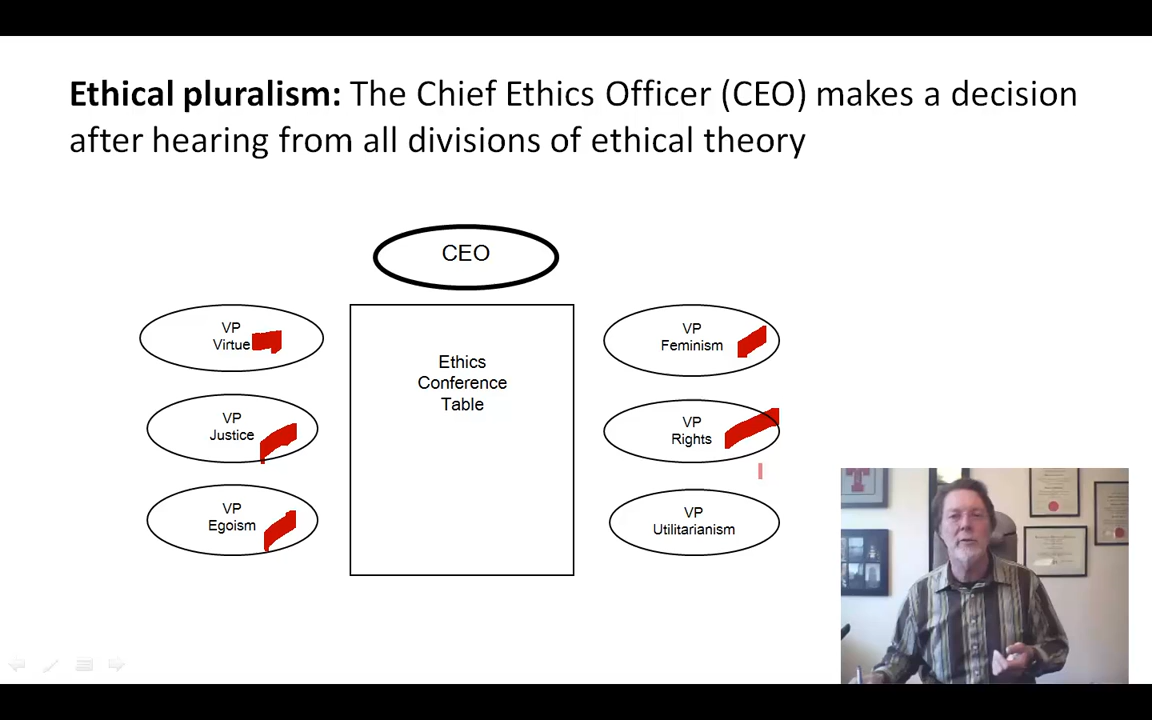 Ethical pluralism: The Chief Ethics Officer (CEO) makes a decision
after hearing from all divisions of ethical theory
CEO
VP
Virtue
VP
Justice
VP
Egoism
Ethics
Conference
Table
VP
Feminism
VP
Rights
VP
Utilitarianism